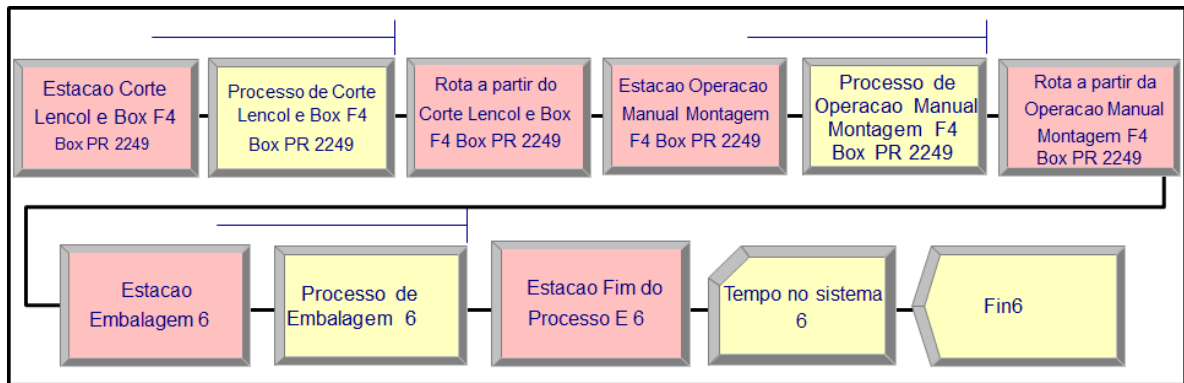 Estacao Corte
Lencol e Box F4
Box PR 2249
Processo de Corte
Lencol e Box F4
Box PR 2249
Rota a partir do
Corte Lencol e Box
F4 Box PR 2249
Estacao Operacao
Manual Montagem
F4 Box PR 2249
Processo de
Operacao Manual
Montagem F4
Box PR 2249
Rota a partir da
Operacao Manual
Montagem F4
Box PR 2249
Estacao
Embalagem 6
Processo de
Embalagem 6
Estacao Fim do
Processo E 6
Tempo no sistema
6
Fin6